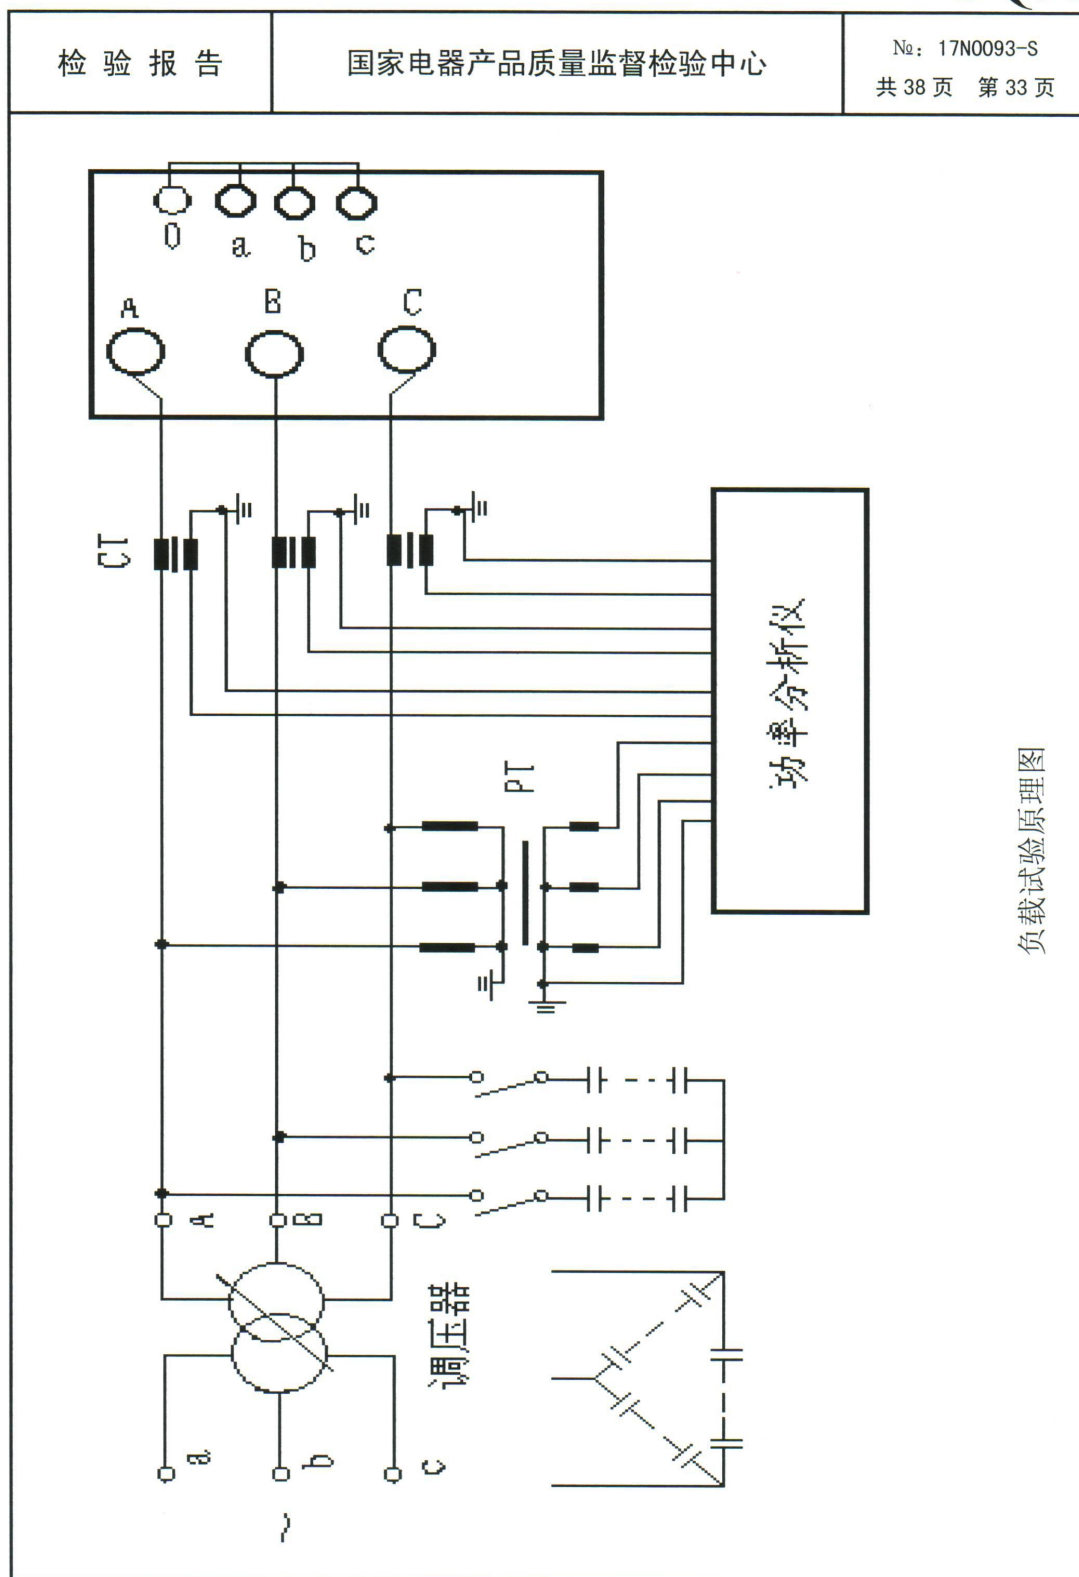 检验报告
国家电器产品质量监督检验中心
№: 17N0093-S
共 38 页 第 33 页
0 a b c
A B C
CT
功率分析仪
PT
A B C
调压器
a b c
~
负载试验原理图